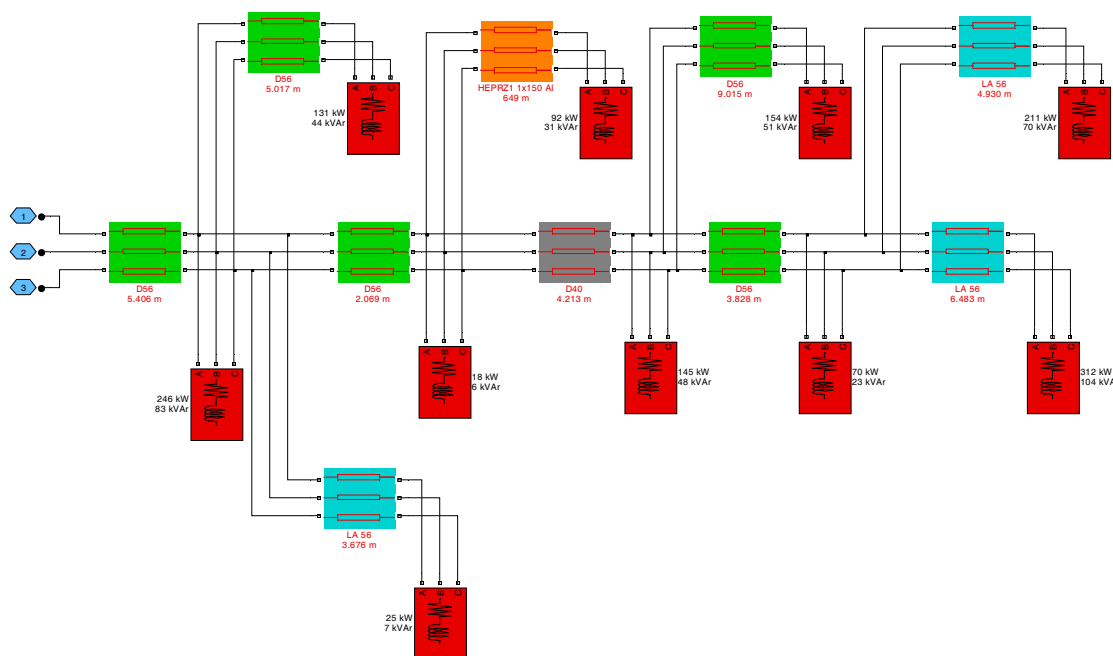 D56
5.017 m
A B C
131 kW
44 kVAr
HEPRZ1 1x150 Al
649 m
A B C
92 kW
31 kVAr
D56
9.015 m
A B C
154 kW
51 kVAr
LA 56
4.930 m
A B C
211 kW
70 kVAr
1
2
3
D56
5.406 m
D56
2.069 m
D40
4.213 m
D56
3.828 m
LA 56
6.483 m
A B C
246 kW
83 kVAr
A B C
18 kW
6 kVAr
A B C
145 kW
48 kVAr
A B C
70 kW
23 kVAr
A B C
312 kW
104 kVA
LA 56
3.676 m
A B C
25 kW
7 kVAr